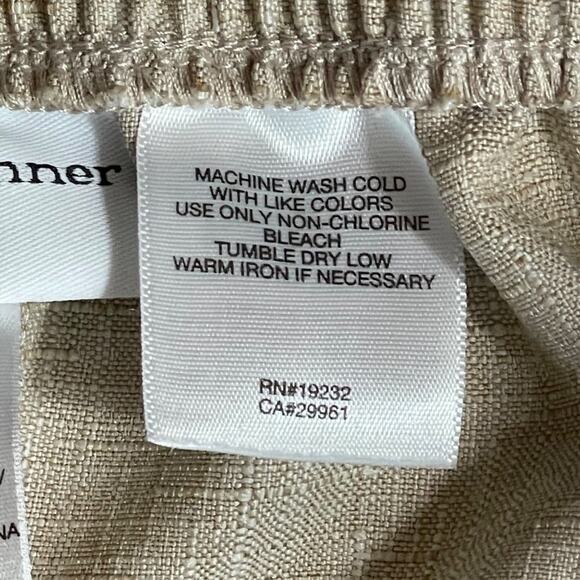 nner
MACHINE WASH COLD
WITH LIKE COLORS
USE ONLY NON-CHLORINE
BLEACH
TUMBLE DRY LOW
WARM IRON IF NECESSARY
RN#19232
CA#29961
NA